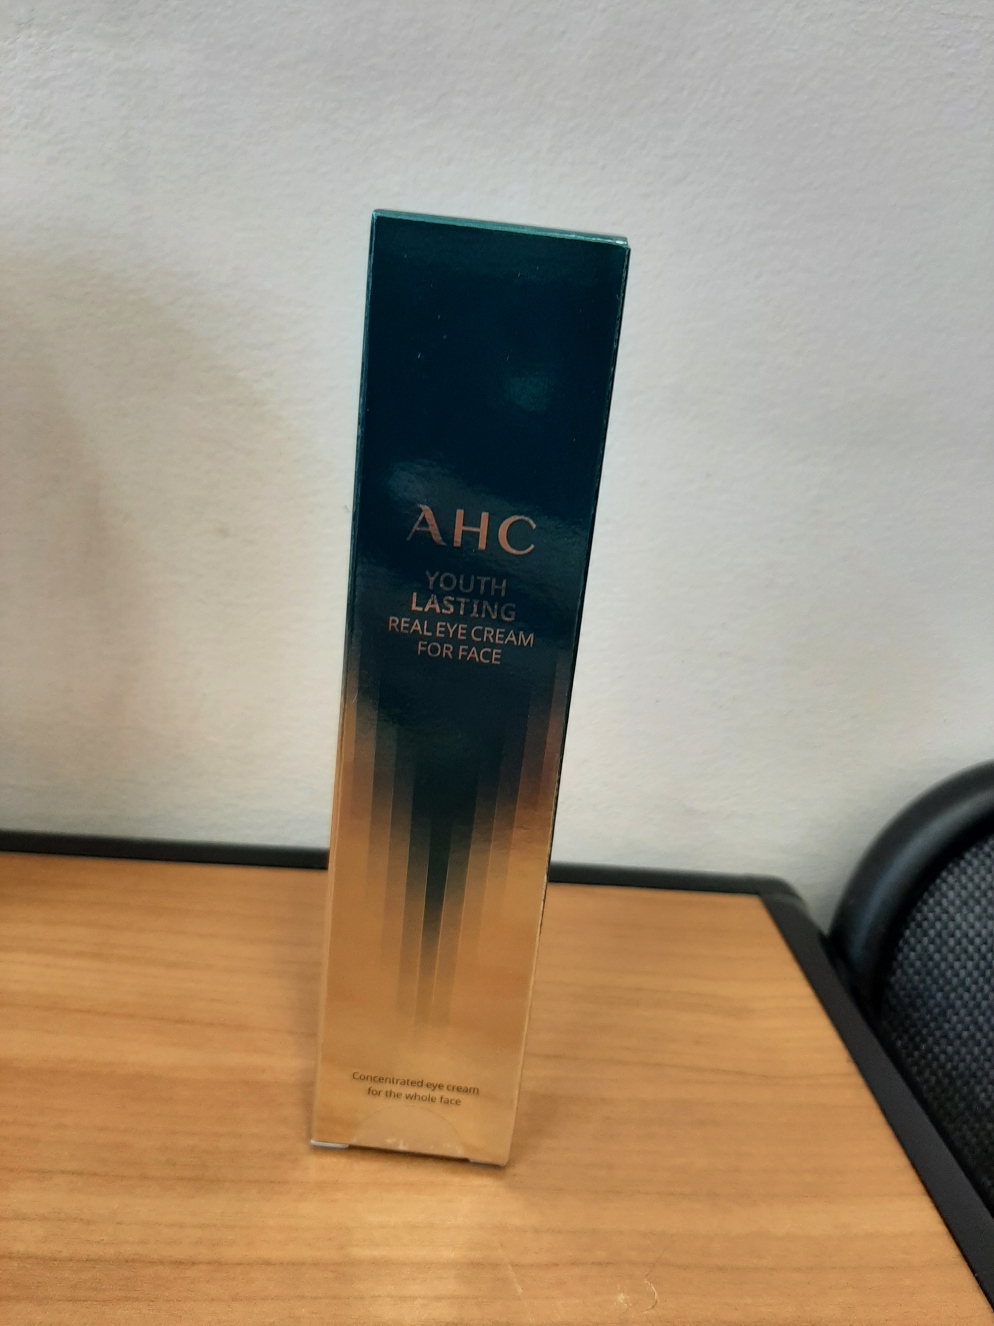 AHC
YOUTH
LASTING
REAL EYE CREAM
FOR FACE
Concentrated eye cream
for the whole face